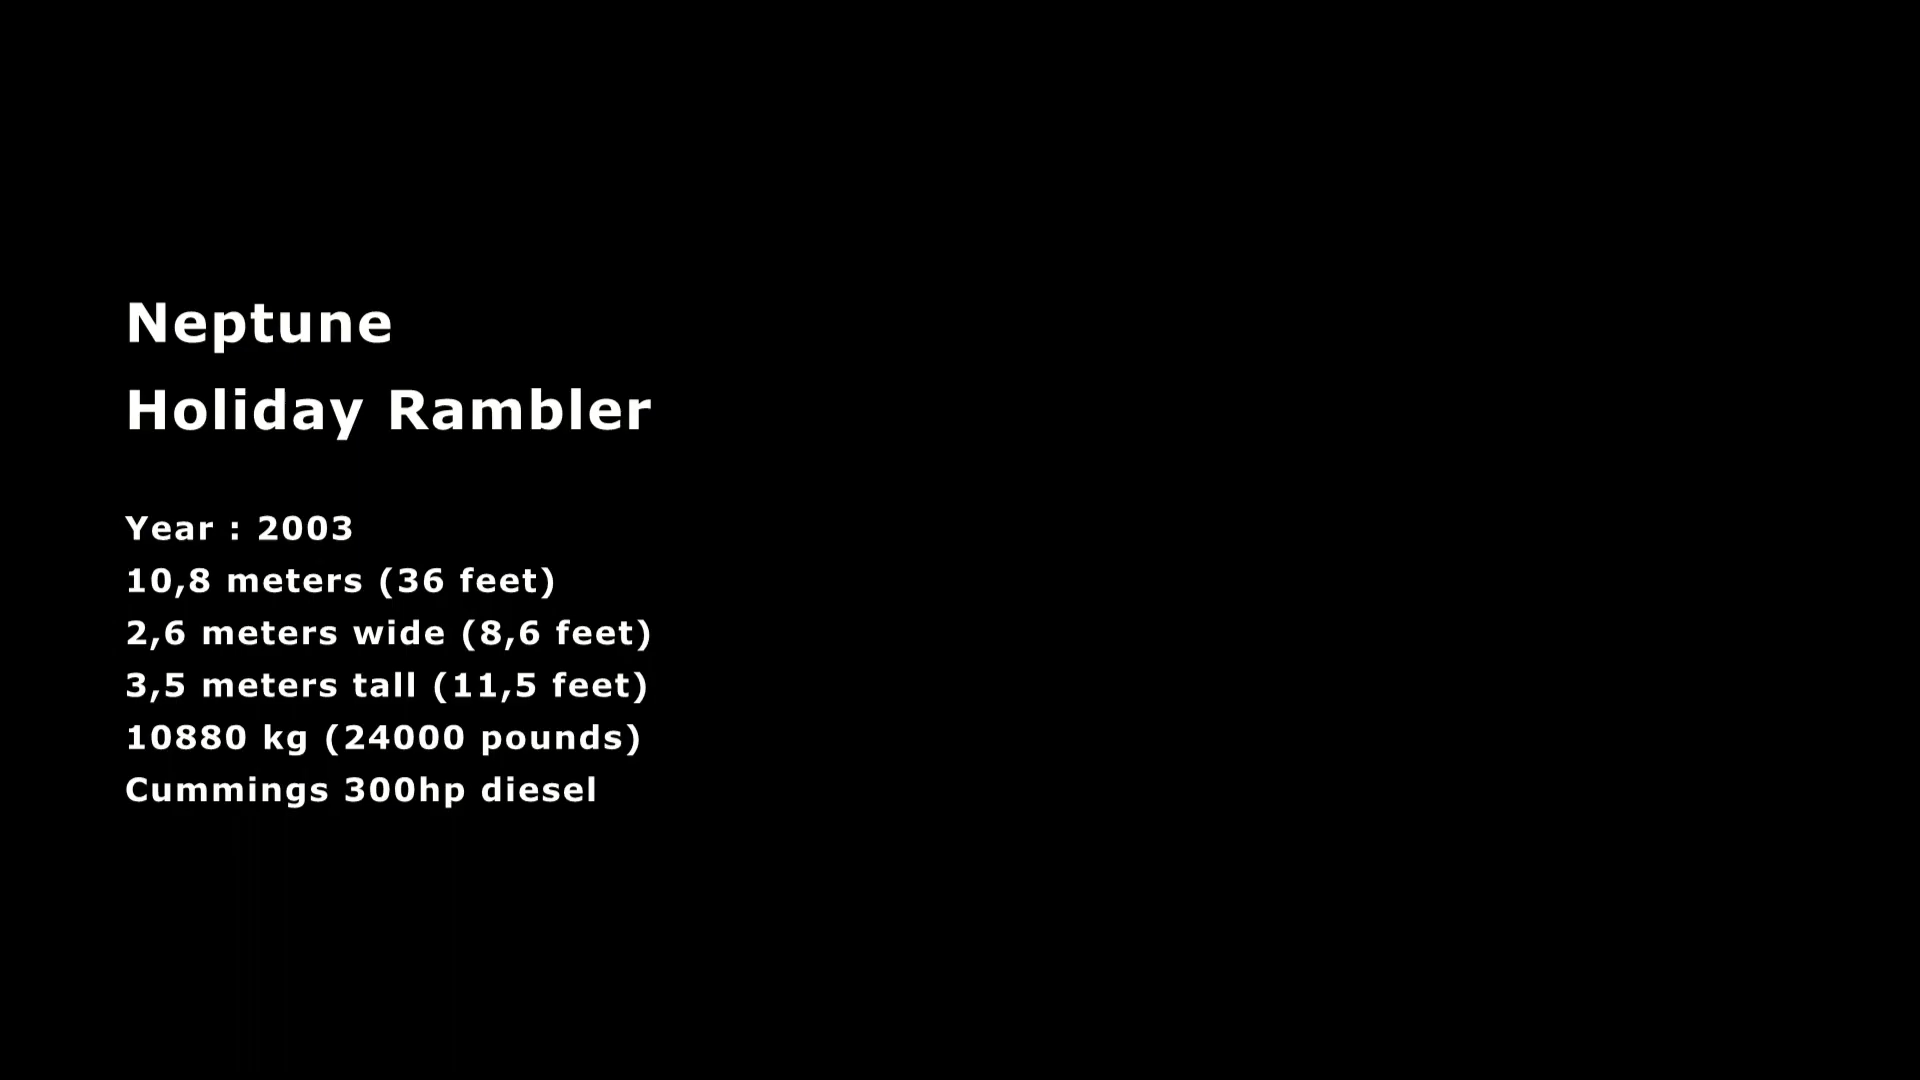 Neptune
Holiday Rambler
Year : 2003
10,8 meters (36 feet)
2,6 meters wide (8,6 feet)
3,5 meters tall (11,5 feet)
10880 kg (24000 pounds)
Cummings 300hp diesel